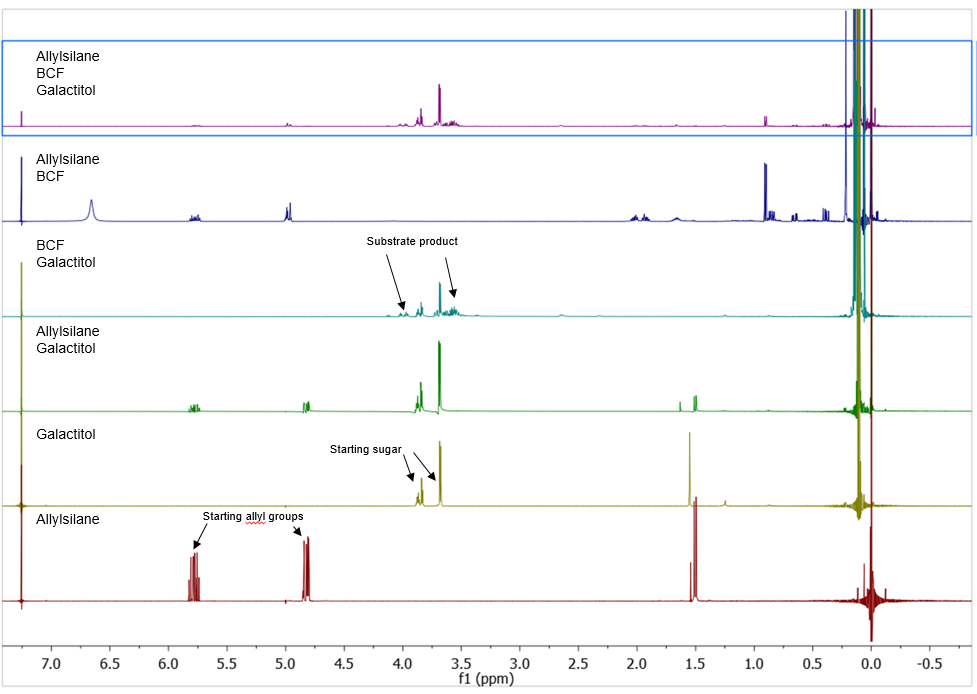 Allylsilane
BCF
Galactitol
Allylsilane
BCF
Substrate product
BCF
Galactitol
Allylsilane
Galactitol
Galactitol
Starting sugar
Starting allyl groups
Allylsilane
7.0 6.5 6.0 5.5 5.0 4.5 4.0 3.5 3.0 2.5 2.0 1.5 1.0 0.5 0.0 -0.5
f1 (ppm)